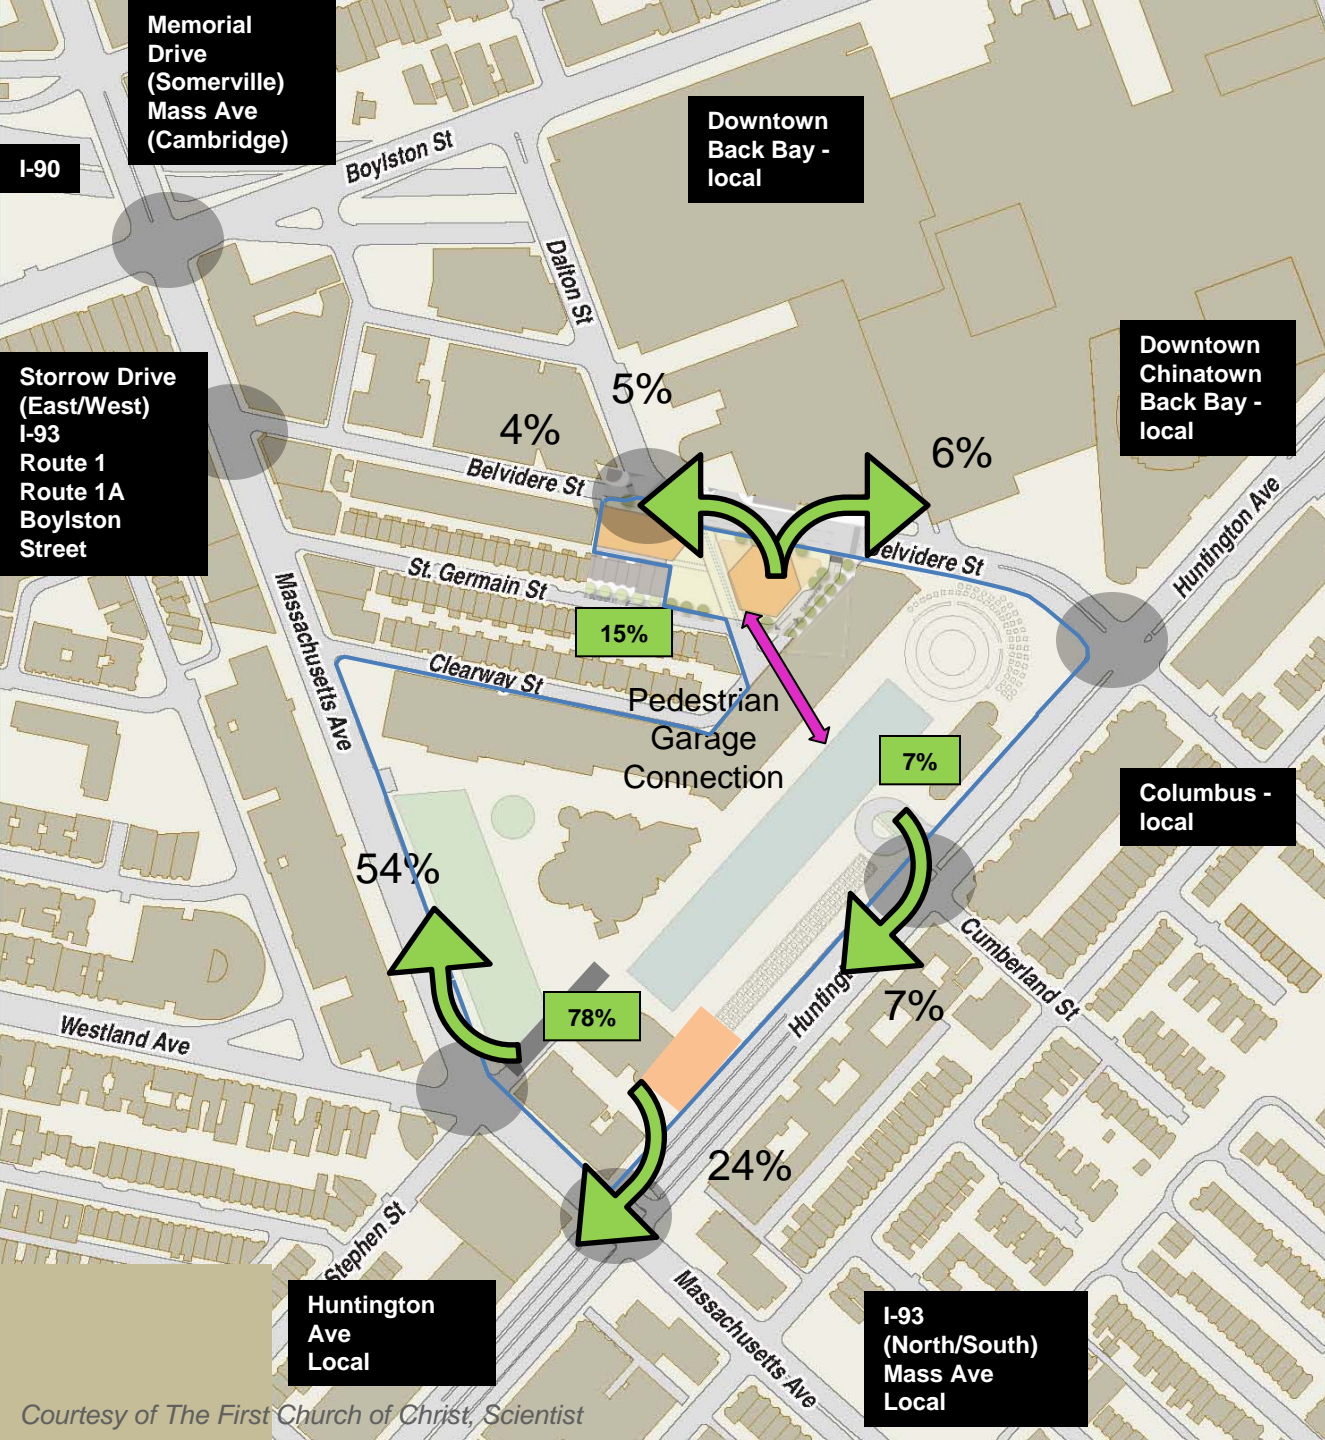 Memorial
Drive
(Somerville)
Mass Ave
(Cambridge)
I-90
Boylston St
Downtown
Back Bay -
local
Dalton St
Downtown
Chinatown
Back Bay -
local
Storrow Drive
(East/West)
I-93
Route 1
Route 1A
Boylston
Street
5%
4%
6%
Belvidere St
Huntington Ave
elvidere St
St. Germain St
Massachusetts Ave
15%
Clearway St
Pedestrian
Garage
Connection
7%
Columbus -
local
54%
Cumberland St
Huntingt
7%
78%
Westland Ave
24%
Stephen St
Huntington
Ave
Local
Massachusetts Ave
I-93
(North/South)
Mass Ave
Local
Courtesy of The First Church of Christ, Scientist